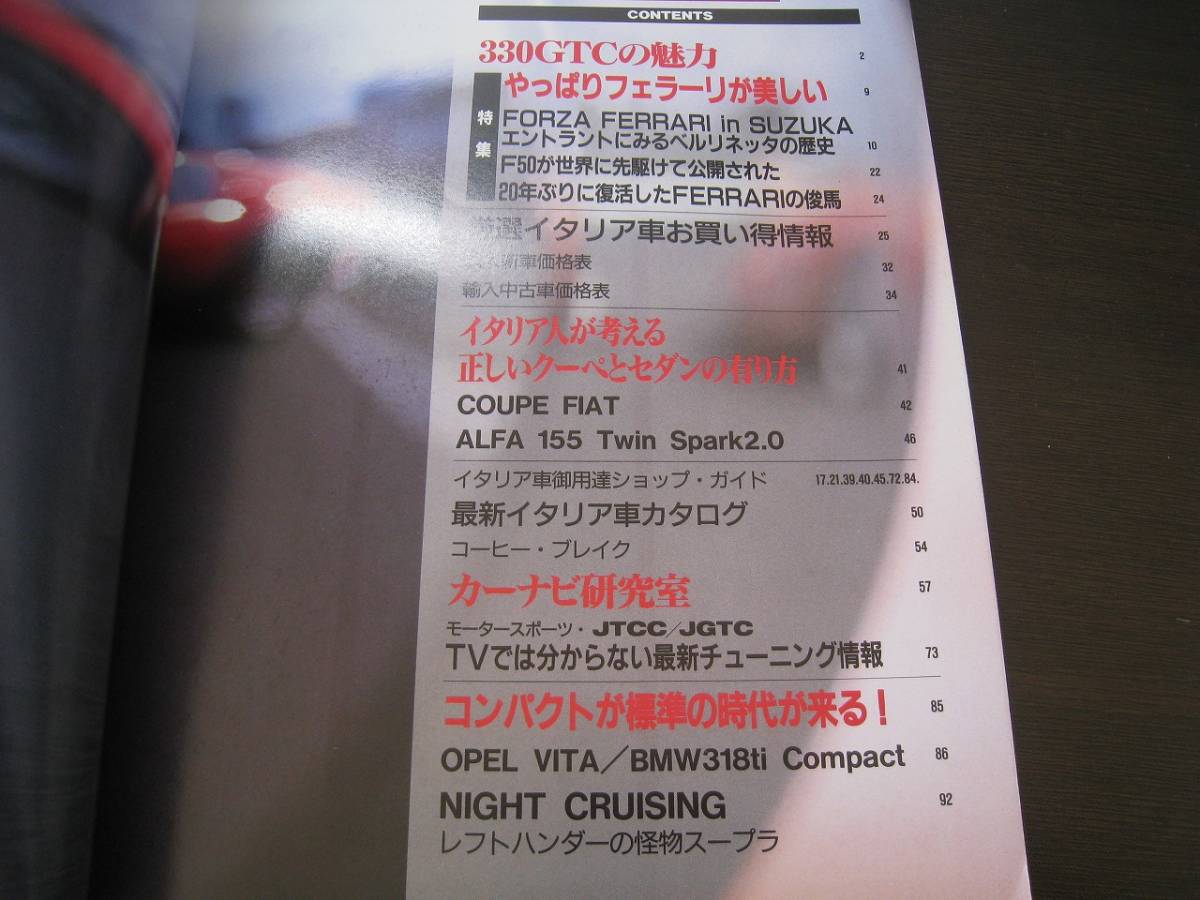 CONTENTS
330GTCの魅力 2
やっぱりフェラーリが美しい 9
特集
FORZA FERRARI in SUZUKA
エントラントにみるベルリネッタの歴史 10
F50が世界に先駆けて公開された 22
20年ぶりに復活したFERRARIの俊馬 24
選イタリア車お買い得情報 25
新車価格表 32
輸入中古車価格表 34
イタリア人が考える
正しいクーペとセダンの有り方 41
COUPE FIAT 42
ALFA 155 Twin Spark2.0 46
イタリア車御用達ショップ・ガイド 17.21.39.40.45.72.84.
最新イタリア車カタログ 50
コーヒー・ブレイク 54
カーナビ研究室 57
モータースポーツ・JTCC/JGTC
TVでは分からない最新チューニング情報 73
コンパクトが標準の時代が来る! 85
OPEL VITA/BMW318ti Compact 86
NIGHT CRUISING 92
レフトハンダーの怪物スープラ